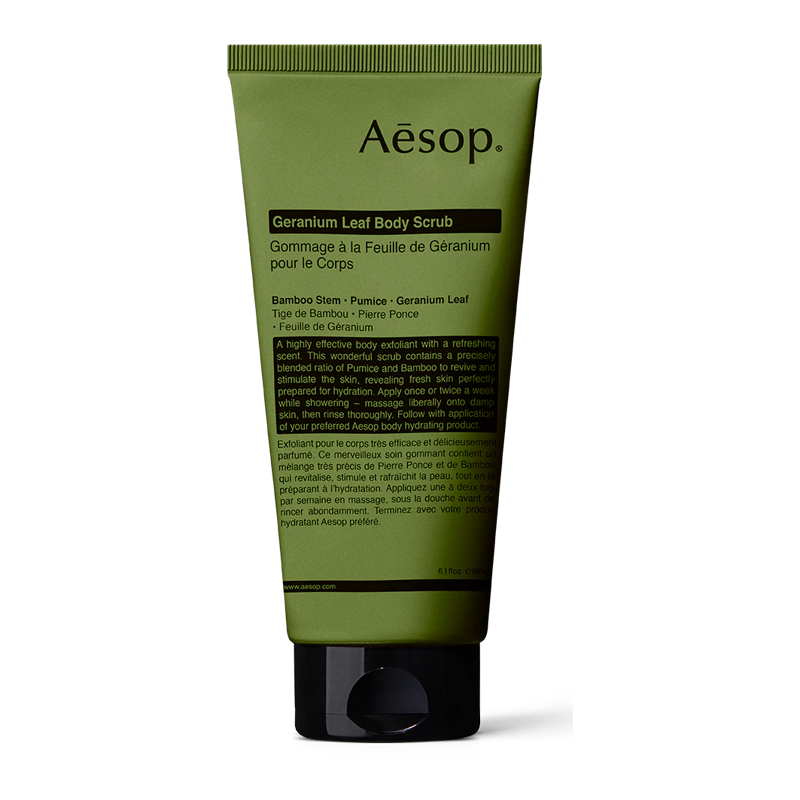 Aēsop®
Geranium Leaf Body Scrub
Gommage à la Feuille de Géranium
pour le Corps
Bamboo Stem · Pumice · Geranium Leaf
Tige de Bambou · Pierre Ponce
· Feuille de Géranium
A highly effective body exfoliant with a refreshing
scent. This wonderful scrub contains a precisely
blended ratio of Pumice and Bamboo to revive and
stimulate the skin, revealing fresh skin perfectly
prepared for hydration. Apply once or twice a week
while showering – massage liberally onto damp
skin, then rinse thoroughly. Follow with application
of your preferred Aesop body hydrating product.
Exfoliant pour le corps très efficace et délicieusement
parfumé. Ce merveilleux soin gommant contient un
mélange très précis de Pierre Ponce et de Bambou
qui revitalise, stimule et rafraîchit la peau, tout en la
préparant à l'hydratation. Appliquez une à deux fois
par semaine en massage, sous la douche avant de
rincer abondamment. Terminez avec votre produit
hydratant Aesop préféré.
6.1 fl oz
www.aesop.com